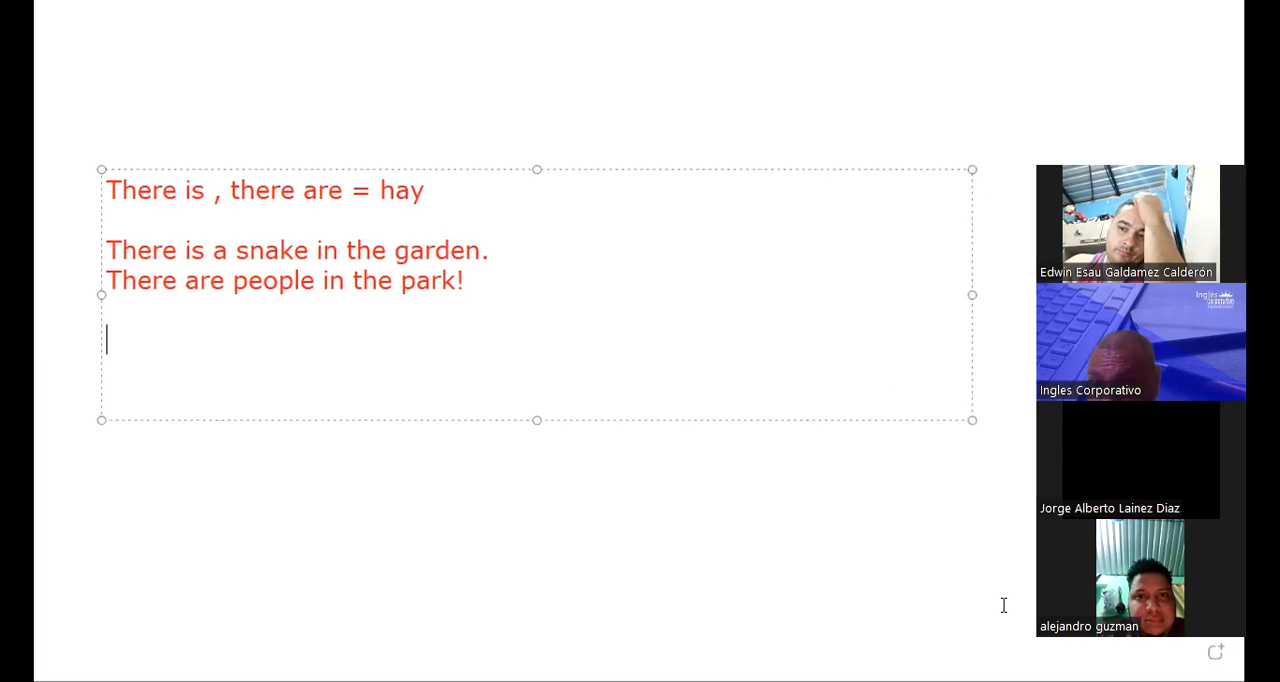 There is , there are = hay
There is a snake in the garden.
There are people in the park!
Edwin Esau Galdamez Calderón
Ingles
Ingles Corporativo
Jorge Alberto Lainez Diaz
alejandro guzman